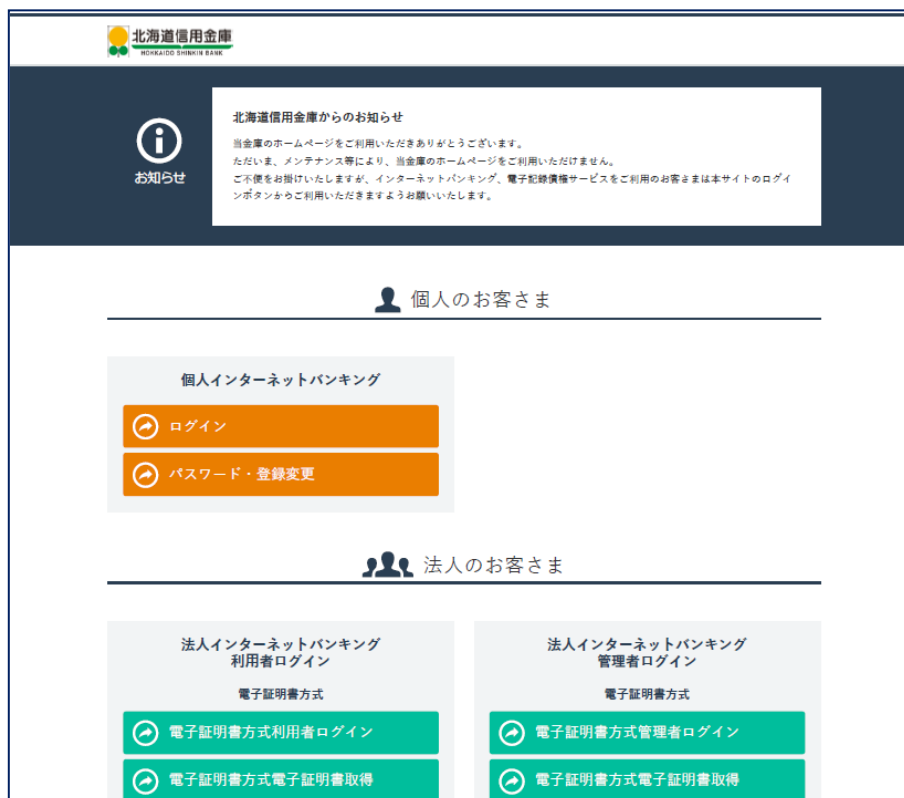 北海道信用金庫
HOKKAIDO SHINKIN BANK
お知らせ
北海道信用金庫からのお知らせ
当金庫のホームページをご利用いただきありがとうございます。
ただいま、メンテナンス等により、当金庫のホームページをご利用いただけません。
ご不便をお掛けいたしますが、インターネットバンキング、電子記録債権サービスをご利用のお客さまは本サイトのログイ
ンボタンからご利用いただきますようお願いいたします。
個人のお客さま
個人インターネットバンキング
ログイン
パスワード・登録変更
法人のお客さま
法人インターネットバンキング
利用者ログイン
電子証明書方式
電子証明書方式利用者ログイン
電子証明書方式電子証明書取得
法人インターネットバンキング
管理者ログイン
電子証明書方式
電子証明書方式管理者ログイン
電子証明書方式電子証明書取得